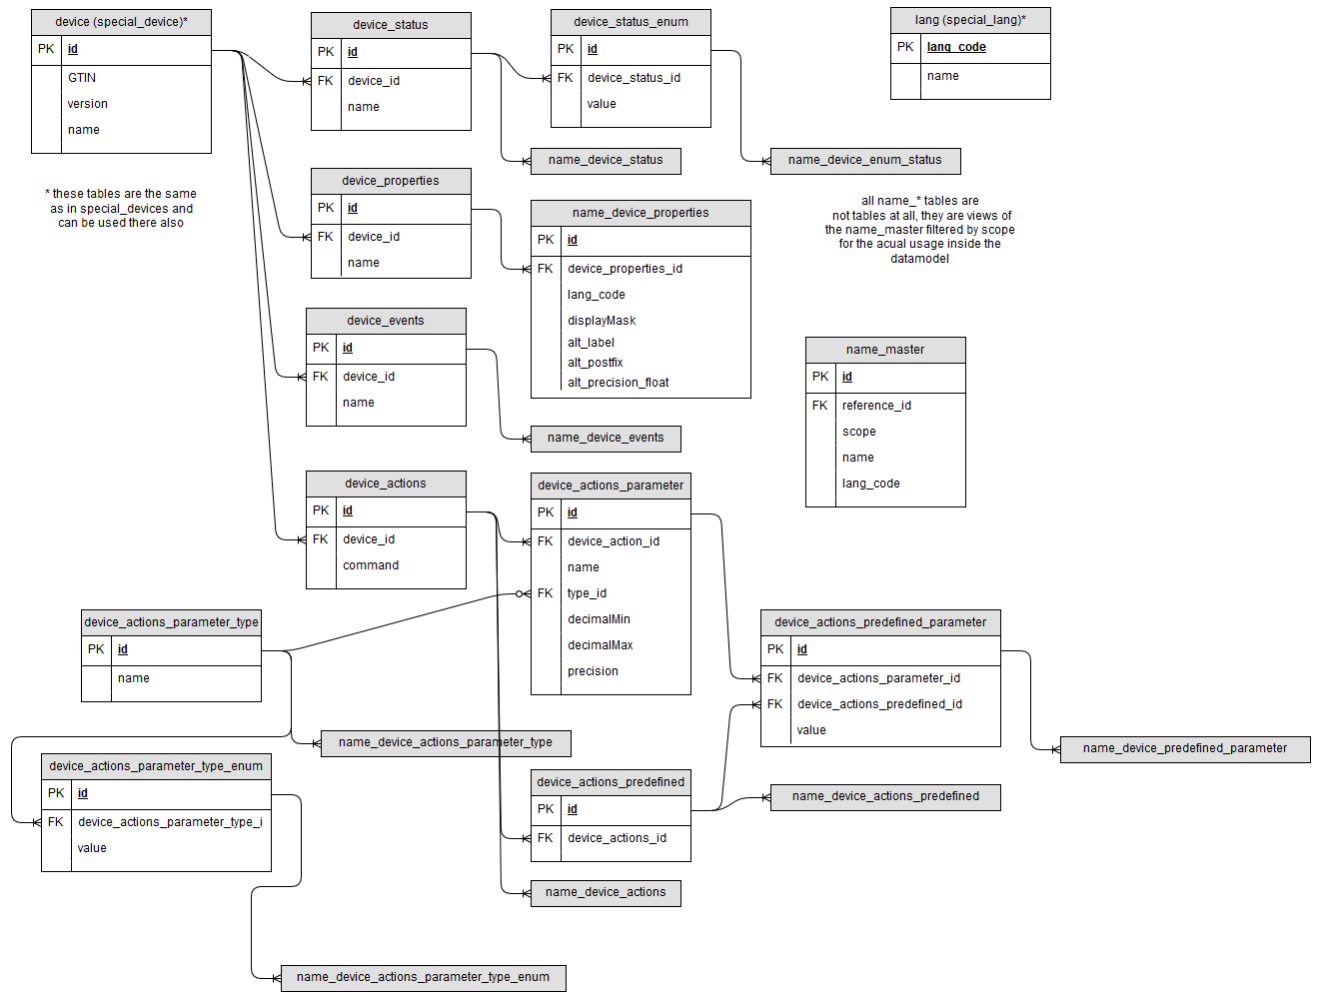 device (special_device)*
PK id
GTIN
version
name
* these tables are the same
as in special_devices and
can be used there also
device_status
PK id
FK device_id
name
device_status_enum
PK id
FK device_status_id
value
lang (special_lang)*
PK lang_code
name
name_device_status
name_device_enum_status
all name_* tables are
not tables at all, they are views of
the name_master filtered by scope
for the acual usage inside the
datamodel
device_properties
PK id
FK device_id
name
name_device_properties
PK id
FK device_properties_id
lang_code
displayMask
alt_label
alt_postfix
alt_precision_float
device_events
PK id
FK device_id
name
name_device_events
name_master
PK id
FK reference_id
scope
name
lang_code
device_actions
PK id
FK device_id
command
device_actions_parameter
PK id
FK device_action_id
name
FK type_id
decimalMin
decimalMax
precision
device_actions_parameter_type
PK id
name
device_actions_predefined_parameter
PK id
FK device_actions_parameter_id
FK device_actions_predefined_id
value
name_device_actions_parameter_type
name_device_predefined_parameter
device_actions_parameter_type_enum
PK id
FK device_actions_parameter_type_i
value
device_actions_predefined
PK id
FK device_actions_id
name_device_actions_predefined
name_device_actions
name_device_actions_parameter_type_enum